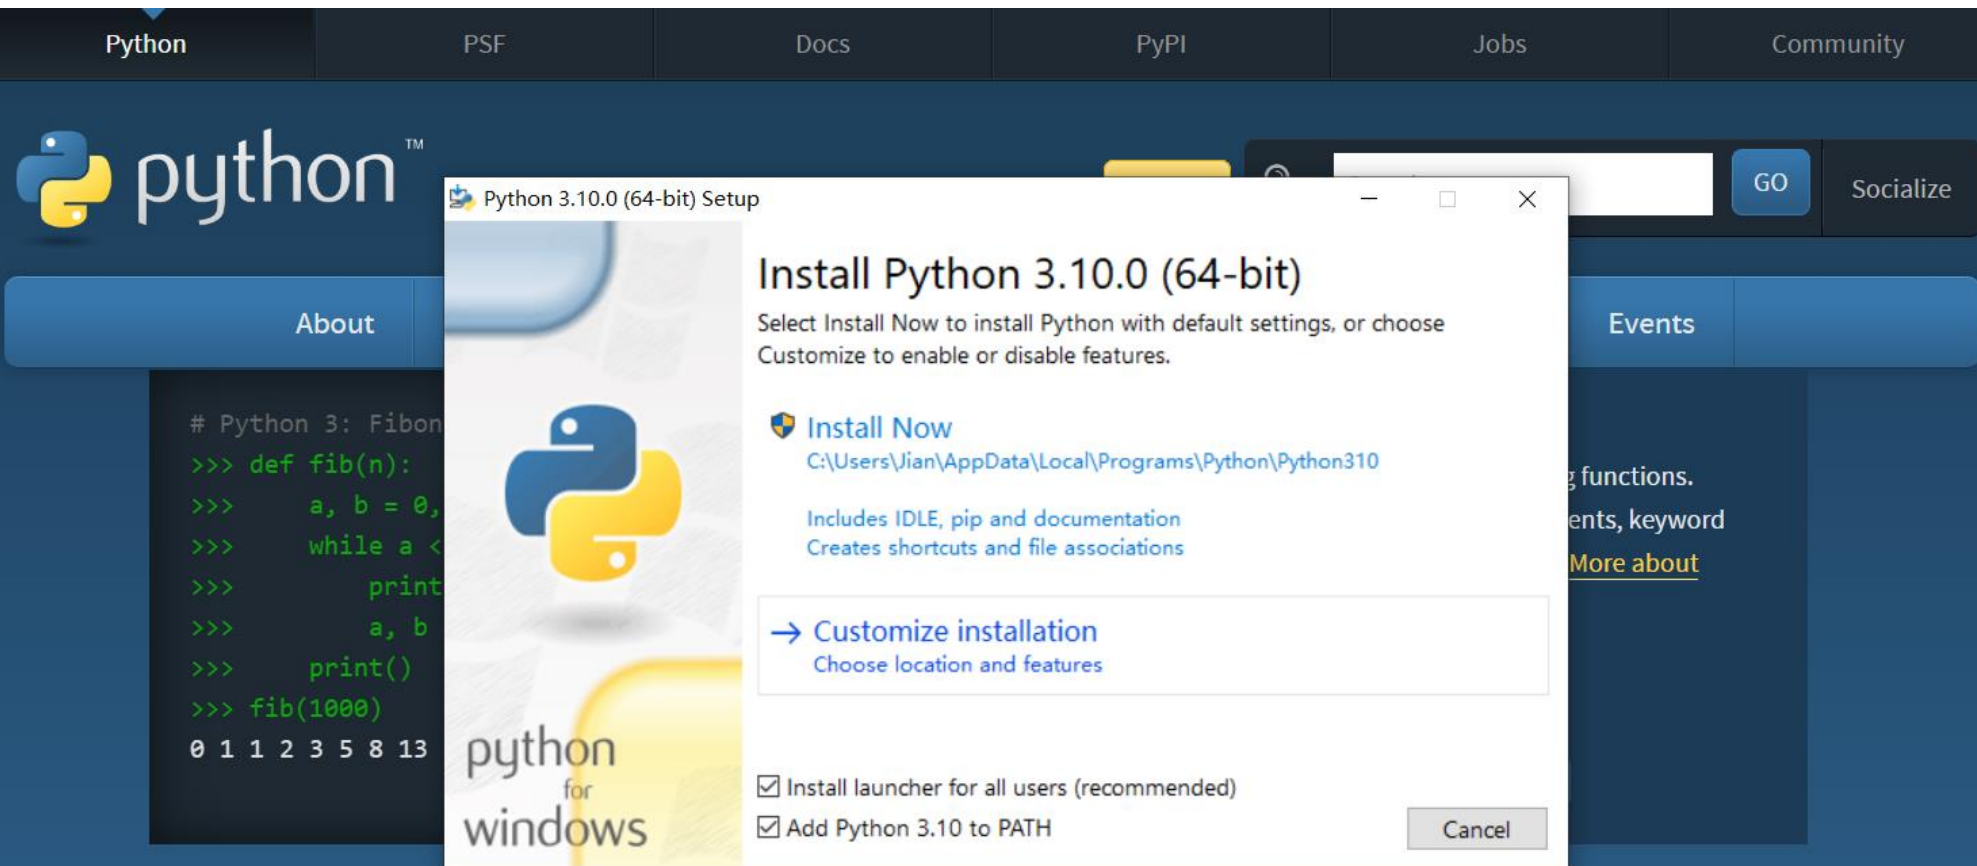 Python PSF Docs PyPI Jobs Community
python™
GO Socialize
Python 3.10.0 (64-bit) Setup
About
Events
Install Python 3.10.0 (64-bit)
Select Install Now to install Python with default settings, or choose
Customize to enable or disable features.
Install Now
C:\Users\Jian\AppData\Local\Programs\Python\Python310
Includes IDLE, pip and documentation
Creates shortcuts and file associations
Customize installation
Choose location and features
Install launcher for all users (recommended)
Add Python 3.10 to PATH
Cancel
python
for
windows
# Python 3: Fibon
>>> def fib(n):
>>> a, b = 0,
>>> while a <
>>> print
>>> a, b
>>> print()
>>> fib(1000)
0 1 1 2 3 5 8 13
functions.
ents, keyword
More about